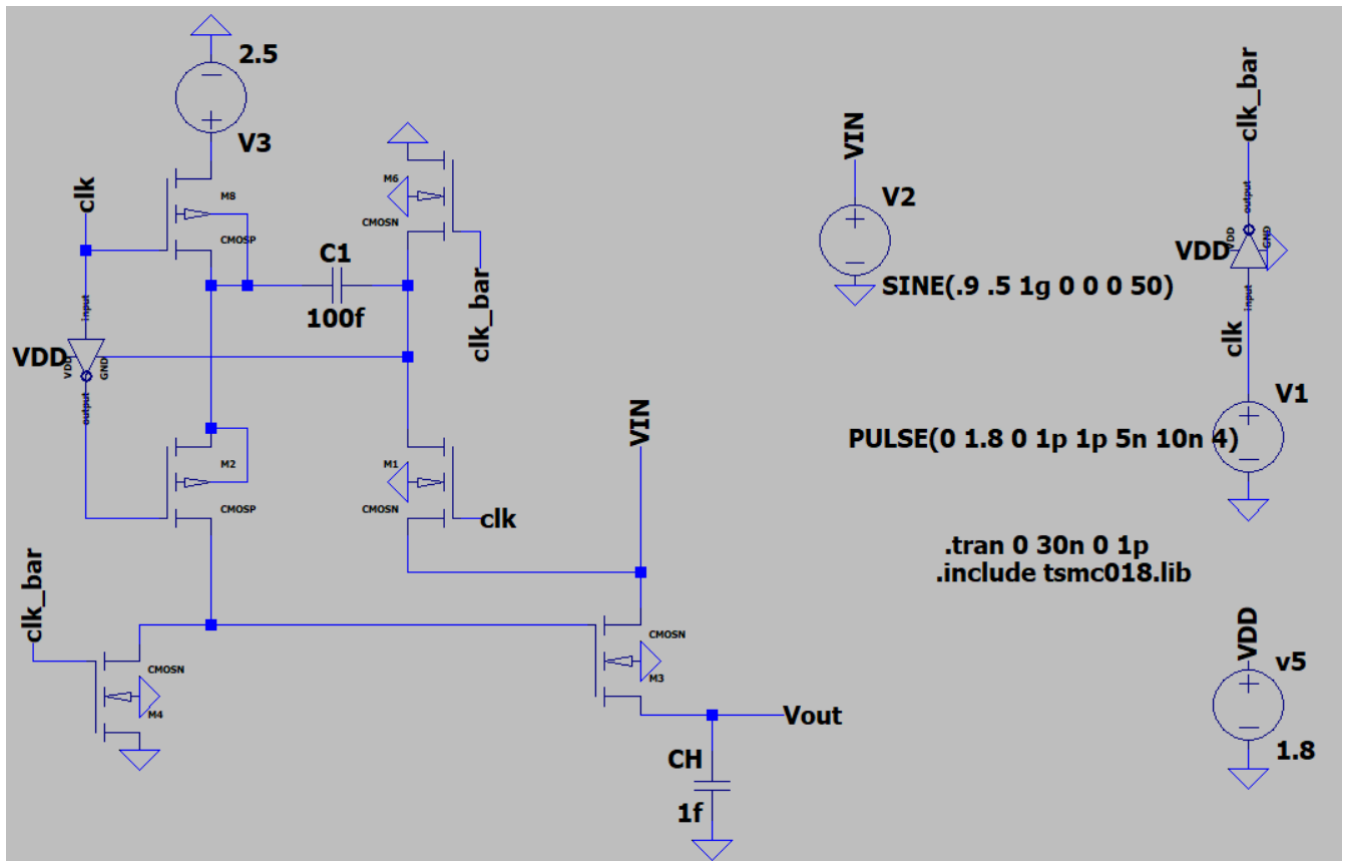 2.5
V3
clk
M8
CMOSP
input
VDD
VDD
GND
output
C1
100f
M6
CMOSN
clk_bar
M2
CMOSP
M1
CMOSN
clk
VIN
clk_bar
CMOSN
M4
CMOSN
M3
Vout
CH
1f
VIN
V2
SINE(.9 .5 1g 0 0 0 50)
clk_bar
output
VDD
VDD
GND
input
clk
V1
PULSE(0 1.8 0 1p 1p 5n 10n 4)
.tran 0 30n 0 1p
.include tsmc018.lib
VDD
v5
1.8